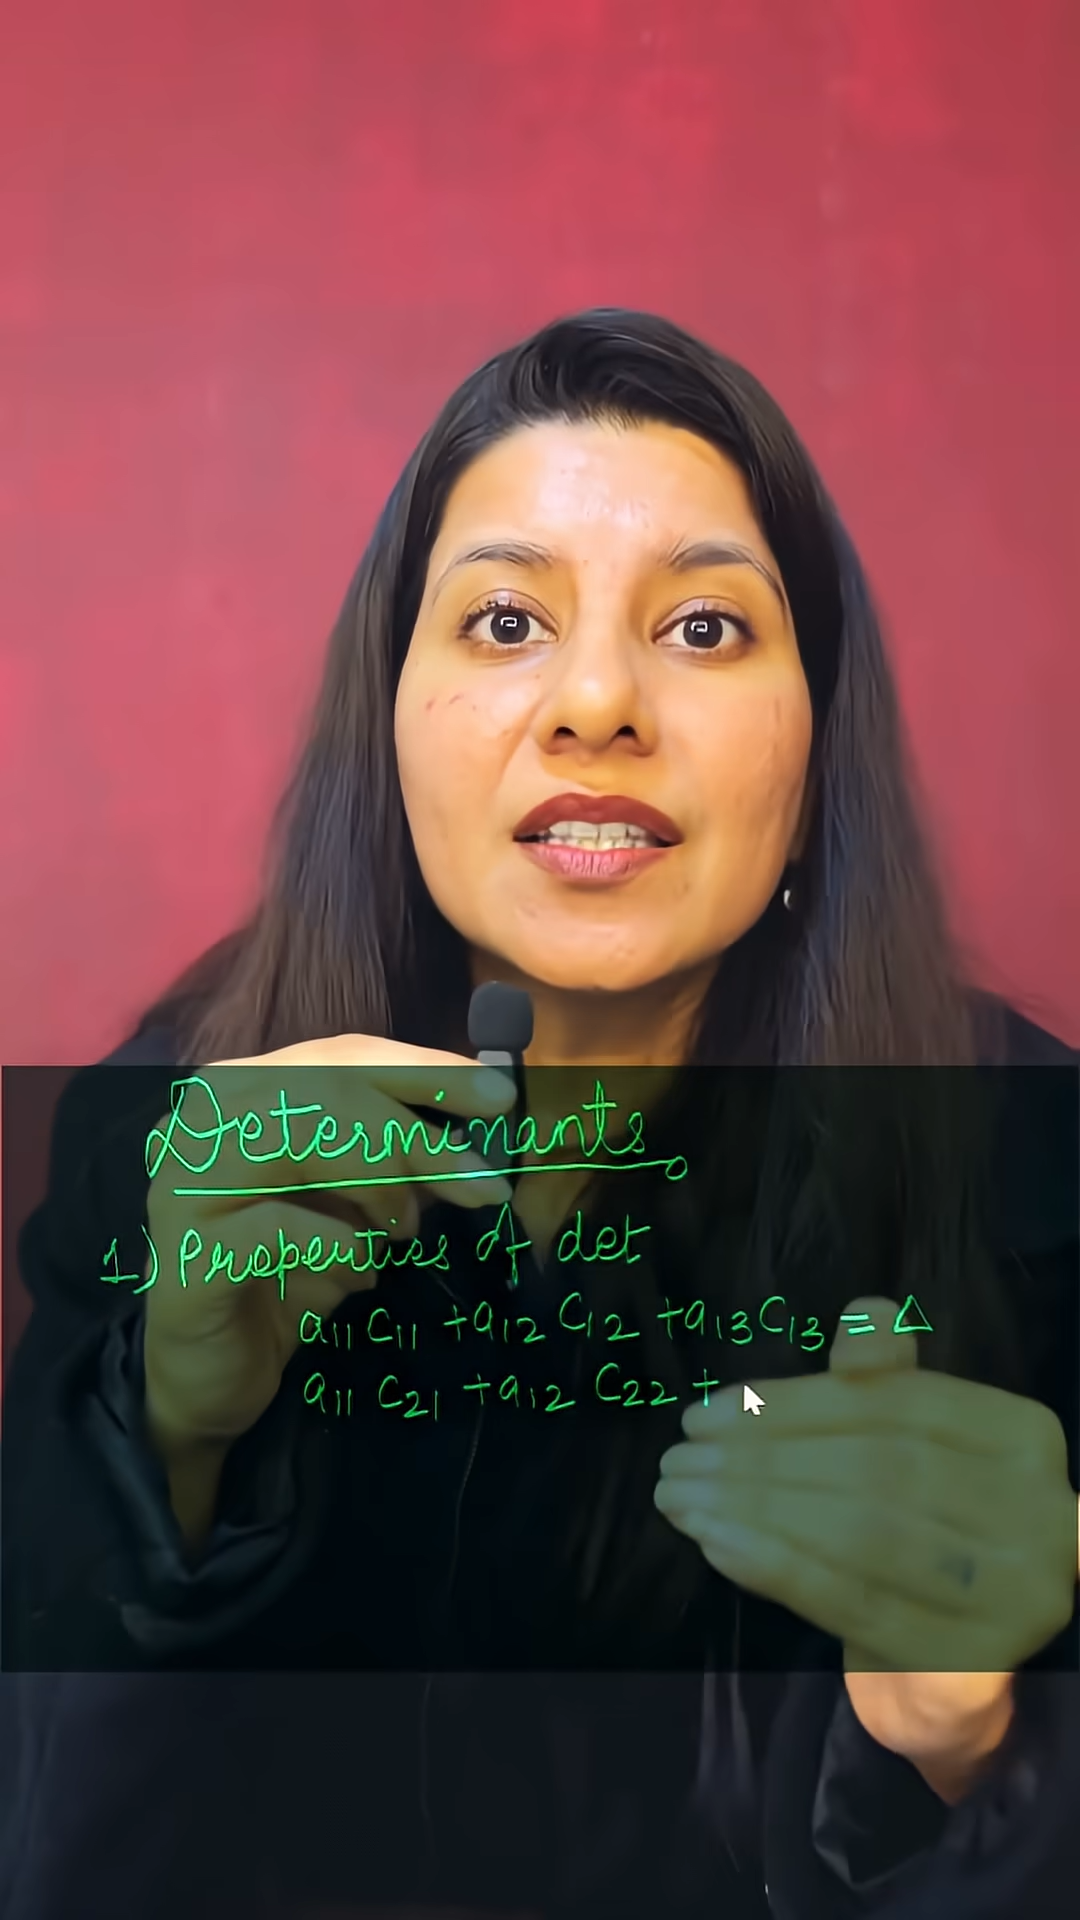 Determinants
1) Properties of det
a₁₁ C₁₁ + a₁₂ C₁₂ + a₁₃ C₁₃ = Δ
a₁₁ C₂₁ + a₁₂ C₂₂ +